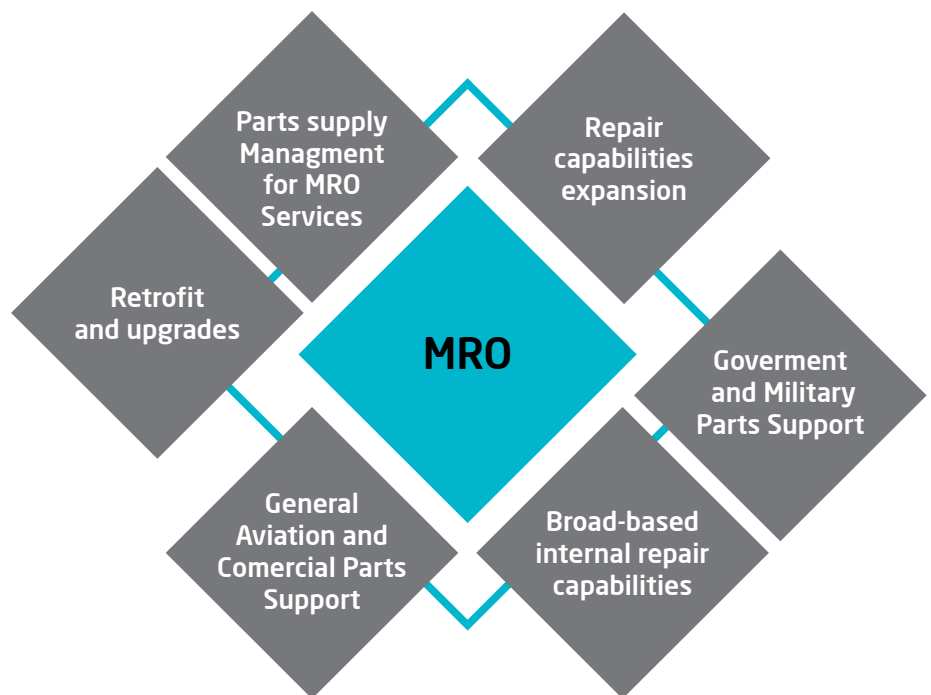 Parts supply
Managment
for MRO
Services
Repair
capabilities
expansion
Retrofit
and upgrades
MRO
Goverment
and Military
Parts Support
General
Aviation and
Comercial Parts
Support
Broad-based
internal repair
capabilities